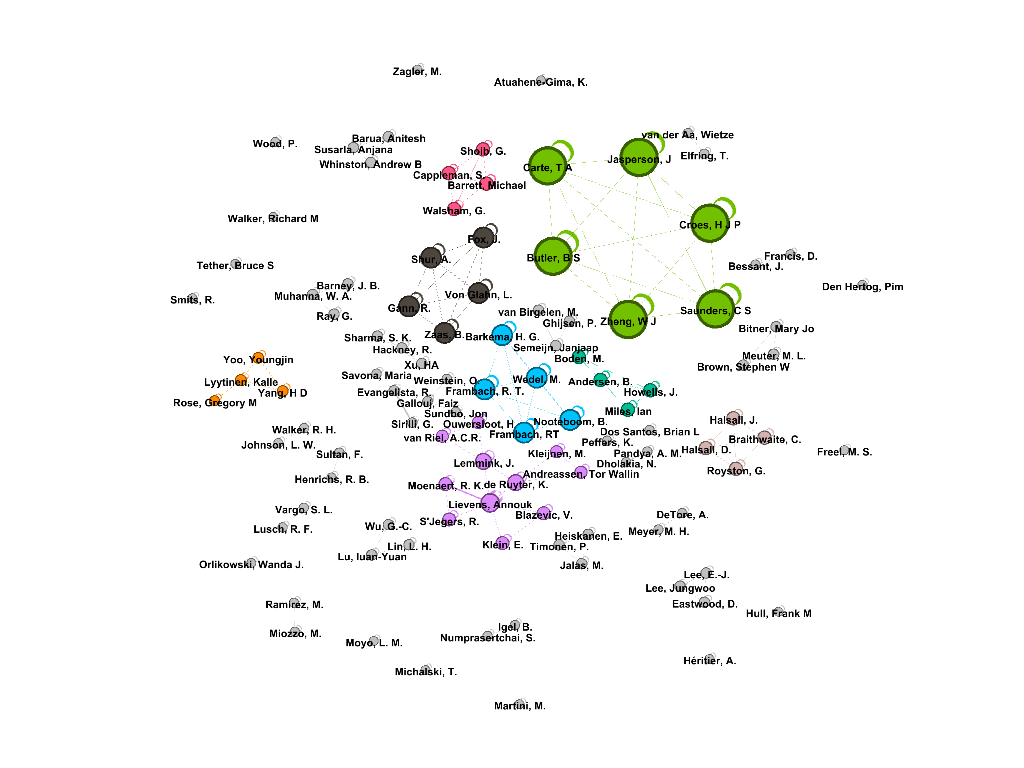 Zagler, M.
Atuahene-Gima, K.
van der Aa, Wietze
Barua, Anitesh
Wood, P.
Susarla, Anjana
Shoib, G.
Elfring, T.
Jasperson, J
Whinston, Andrew B
Carte, T A
Cappleman, S.
Barrett, Michael
Walsham, G.
Walker, Richard M
Croes, H J P
Fox, J.
Shur, A.
Butler, B S
Francis, D.
Tether, Bruce S
Bessant, J.
Barney, J. B.
Den Hertog, Pim
Muhanna, W. A.
Von Glahn, L.
Smits, R.
Gann, R.
Saunders, C S
van Birgelen, M.
Ray, G.
Ghijsen, P.
Zheng, W J
Bitner, Mary Jo
Zaas, B.
Barkema, H. G.
Sharma, S. K.
Hackney, R.
Semeijn, Janjaap
Meuter, M. L.
Yoo, Youngjin
Boden, M.
Xu, HA
Brown, Stephen W
Savona, Maria
Weinstein, O.
Wedel, M.
Andersen, B.
Lyytinen, Kalle
Yang, H D
Evangelista, R.
Frambach, R. T.
Howells, J.
Rose, Gregory M
Gallouj, Faiz
Sundbo, Jon
Miles, Ian
Halsall, J.
Sirilli, G.
Ouwersloot, H.
Nooteboom, B.
Walker, R. H.
Dos Santos, Brian L
van Riel, A.C.R.
Frambach, RT
Braithwaite, C.
Johnson, L. W.
Peffers, K.
Halsall, D.
Freel, M. S.
Sultan, F.
Kleijnen, M.
Pandya, A. M.
Lemmink, J.
Dholakia, N.
Royston, G.
Andreassen, Tor Wallin
Henrichs, R. B.
Moenaert, R. K.
de Ruyter, K.
Lievens, Annouk
Vargo, S. L.
Blazevic, V.
DeTore, A.
S'Jegers, R.
Wu, G.-C.
Lusch, R. F.
Meyer, M. H.
Heiskanen, E.
Klein, E.
Timonen, P.
Lin, L. H.
Lu, Iuan-Yuan
Orlikowski, Wanda J.
Jalas, M.
Lee, E.-J.
Lee, Jungwoo
Ramirez, M.
Eastwood, D.
Hull, Frank M
Igel, B.
Miozzo, M.
Numprasertchai, S.
Moyo, L. M.
Héritier, A.
Michalski, T.
Martini, M.